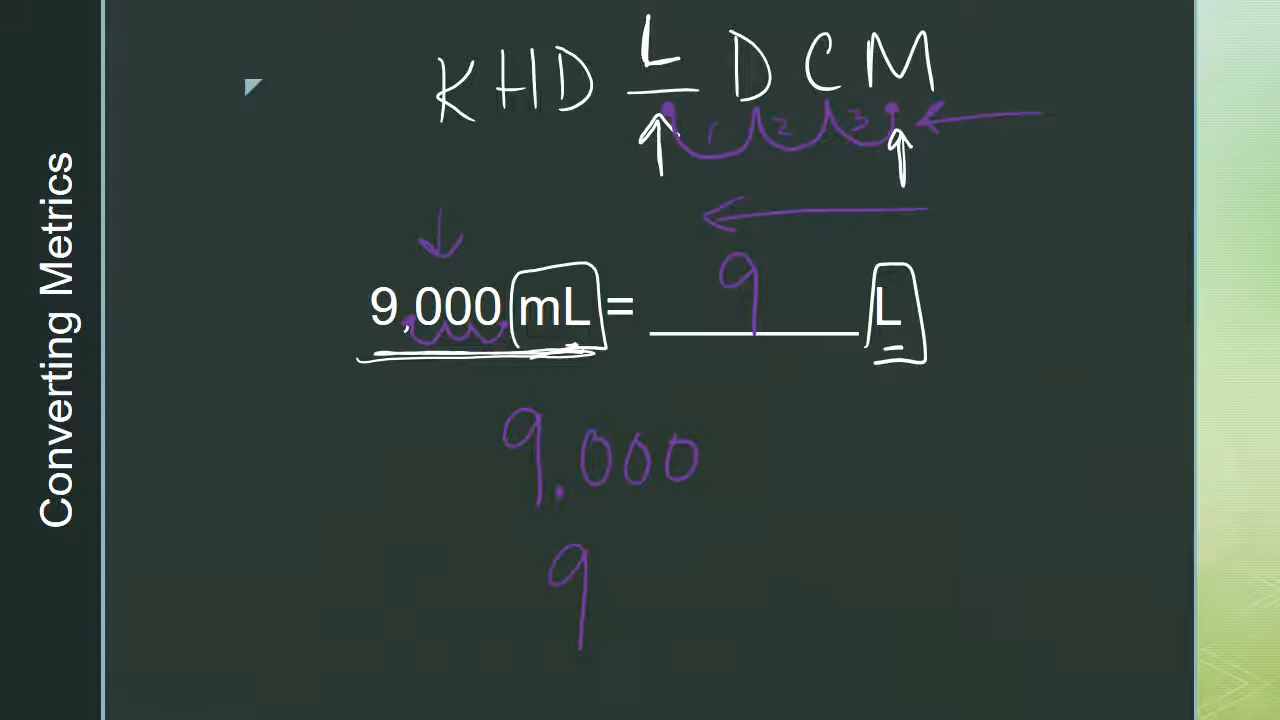 Converting Metrics
K H D L D C M
1 2 3
9,000 mL = 9 L
9.000
9